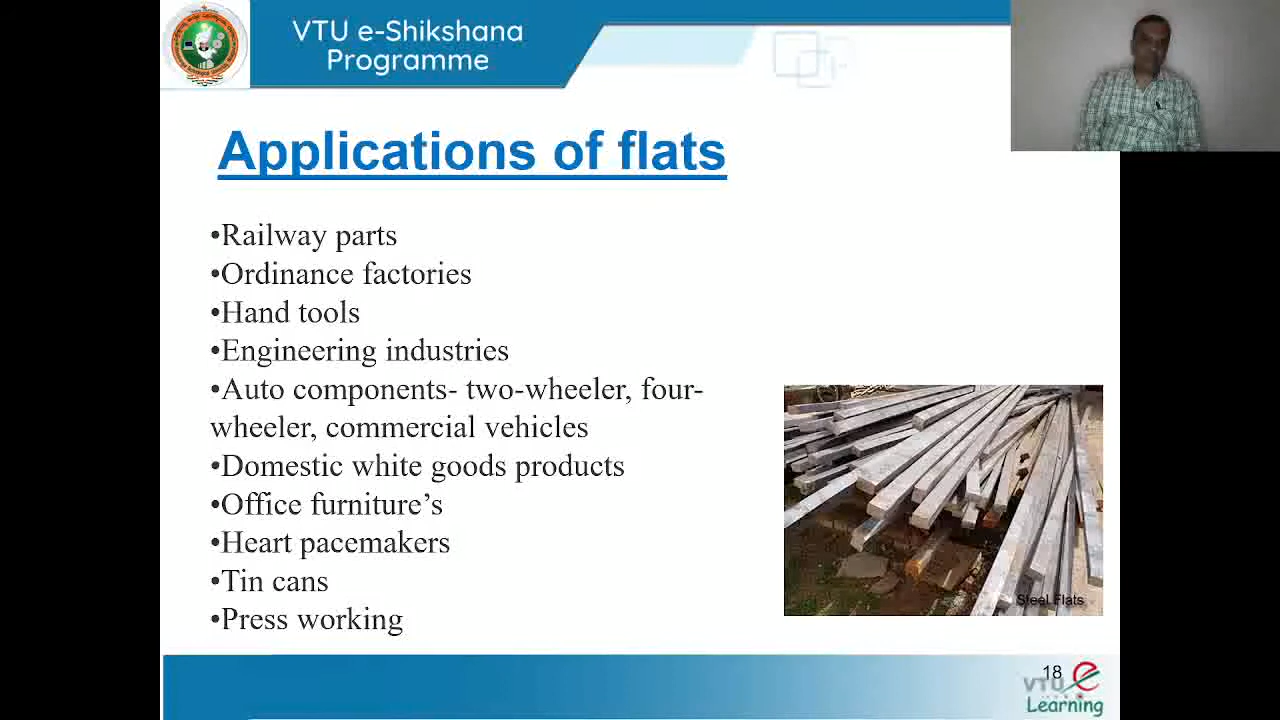 VTU e-Shikshana
Programme
Applications of flats
•Railway parts
•Ordinance factories
•Hand tools
•Engineering industries
•Auto components- two-wheeler, four-
wheeler, commercial vehicles
•Domestic white goods products
•Office furniture’s
•Heart pacemakers
•Tin cans
•Press working
Steel Flats
18
VTU e
Learning